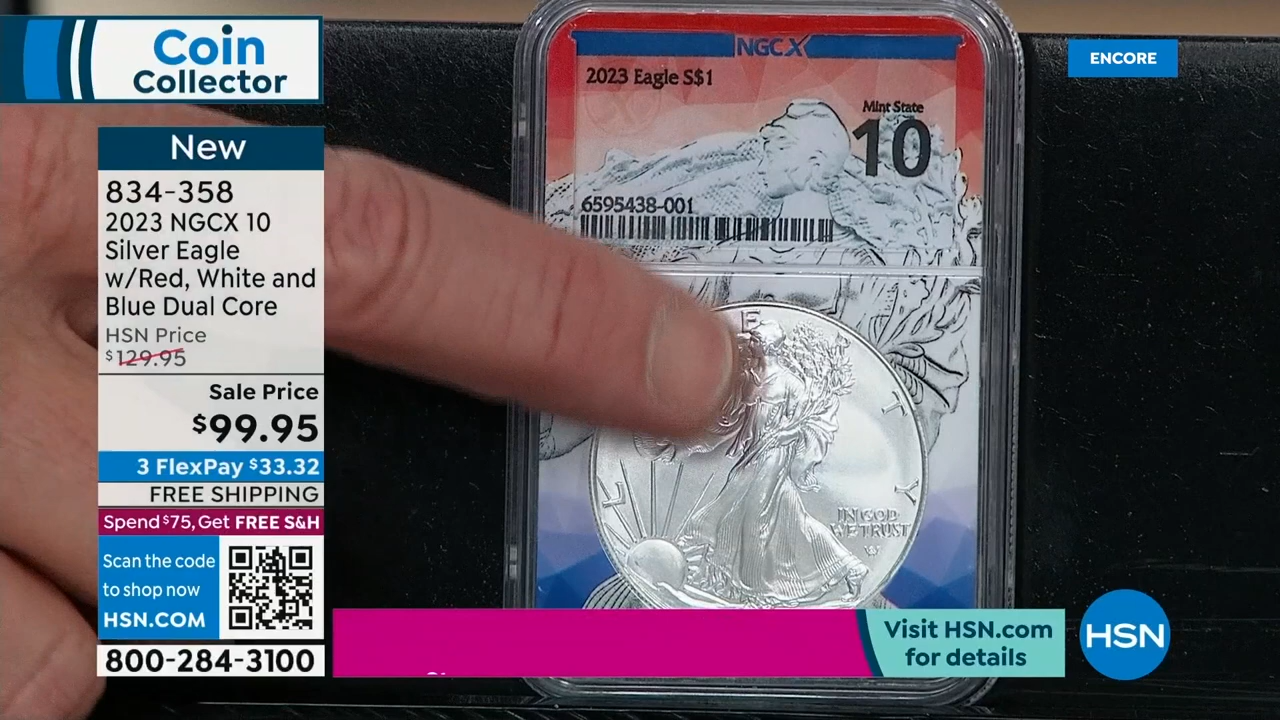 Coin
Collector
New
834-358
2023 NGCX 10
Silver Eagle
w/Red, White and
Blue Dual Core
HSN Price
$129.95
Sale Price
$99.95
3 FlexPay $33.32
FREE SHIPPING
Spend $75, Get FREE S&H
Scan the code
to shop now
HSN.COM
800-284-3100
NGCX
2023 Eagle S$1
Mint State
10
6595438-001
L
E
T
Y
IN GOD
WE TRUST
ENCORE
Visit HSN.com
for details
HSN